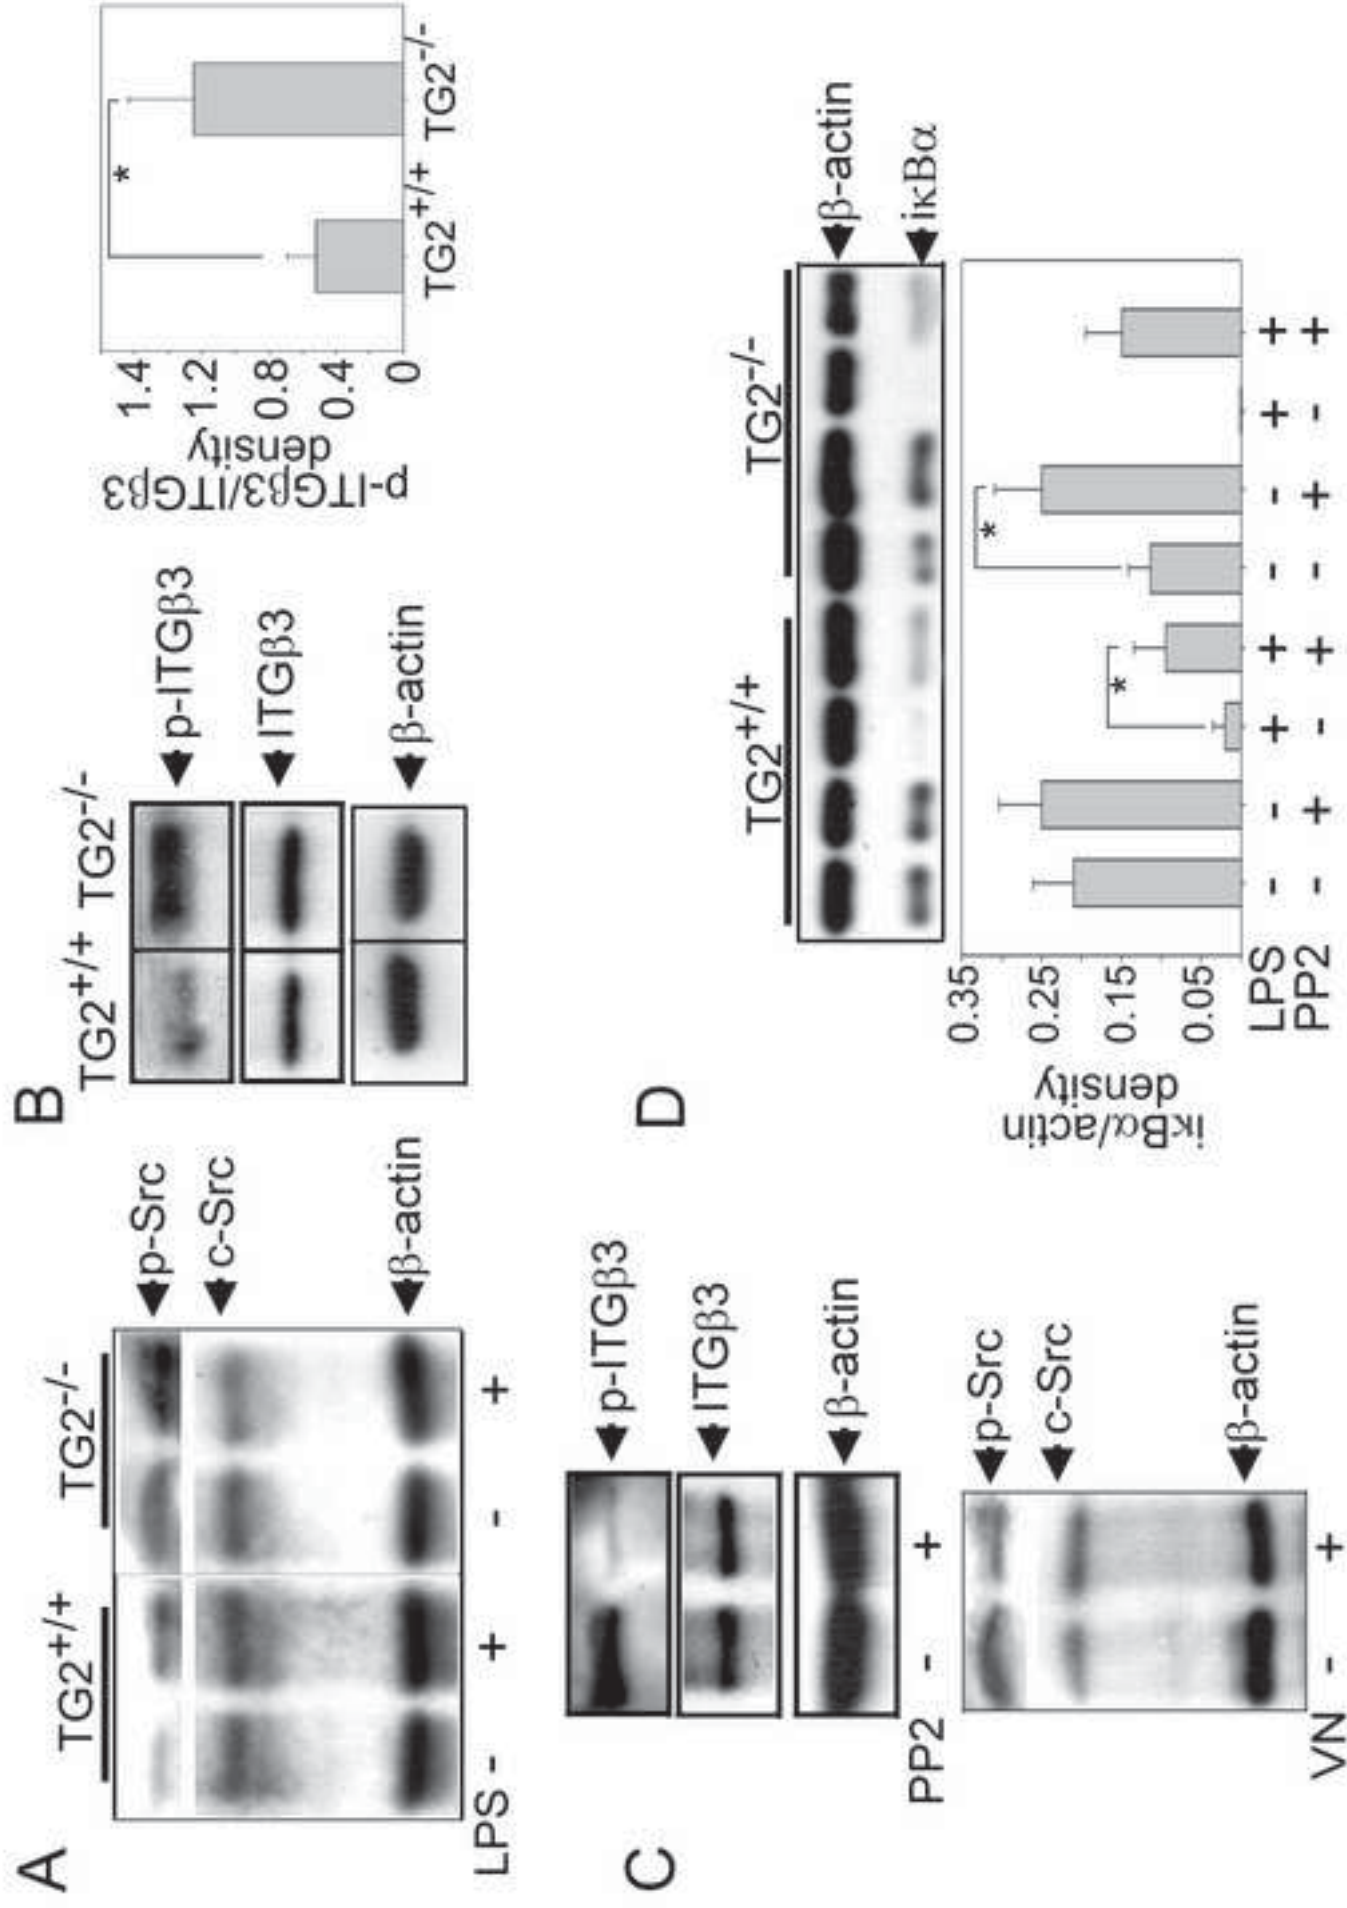 A
TG2+/+ TG2-/-
p-Src
c-Src
β-actin
LPS - + - +
B
TG2+/+ TG2-/-
p-ITGβ3
ITGβ3
β-actin
p-ITGβ3/ITGβ3
density
1.4
1.2
0.8
0.4
0
*
TG2+/+ TG2-/-
C
p-ITGβ3
ITGβ3
β-actin
PP2 - +
p-Src
c-Src
β-actin
VN - +
D
TG2+/+ TG2-/-
β-actin
iκBα
iκBα/actin
density
0.35
0.25
0.15
0.05
* *
LPS - - + + - - + +
PP2 - + - + - + - +